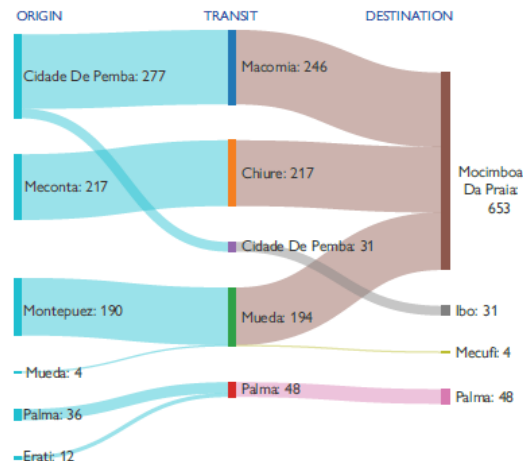 ORIGIN TRANSIT DESTINATION
Cidade De Pemba: 277
Macomia: 246
Meconta: 217
Chiure: 217
Mocimboa
Da Praia:
653
Cidade De Pemba: 31
Montepuez: 190
Mueda: 194
Ibo: 31
Mecufi: 4
Mueda: 4
Palma: 36
Palma: 48
Palma: 48
Erati: 12